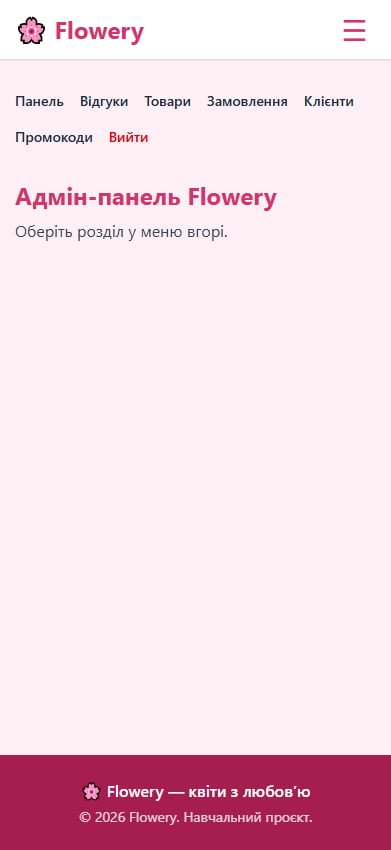 Flowery
Панель Відгуки Товари Замовлення Клієнти
Промокоди Вийти
Адмін-панель Flowery
Оберіть розділ у меню вгорі.
Flowery — квіти з любов’ю
© 2026 Flowery. Навчальний проєкт.